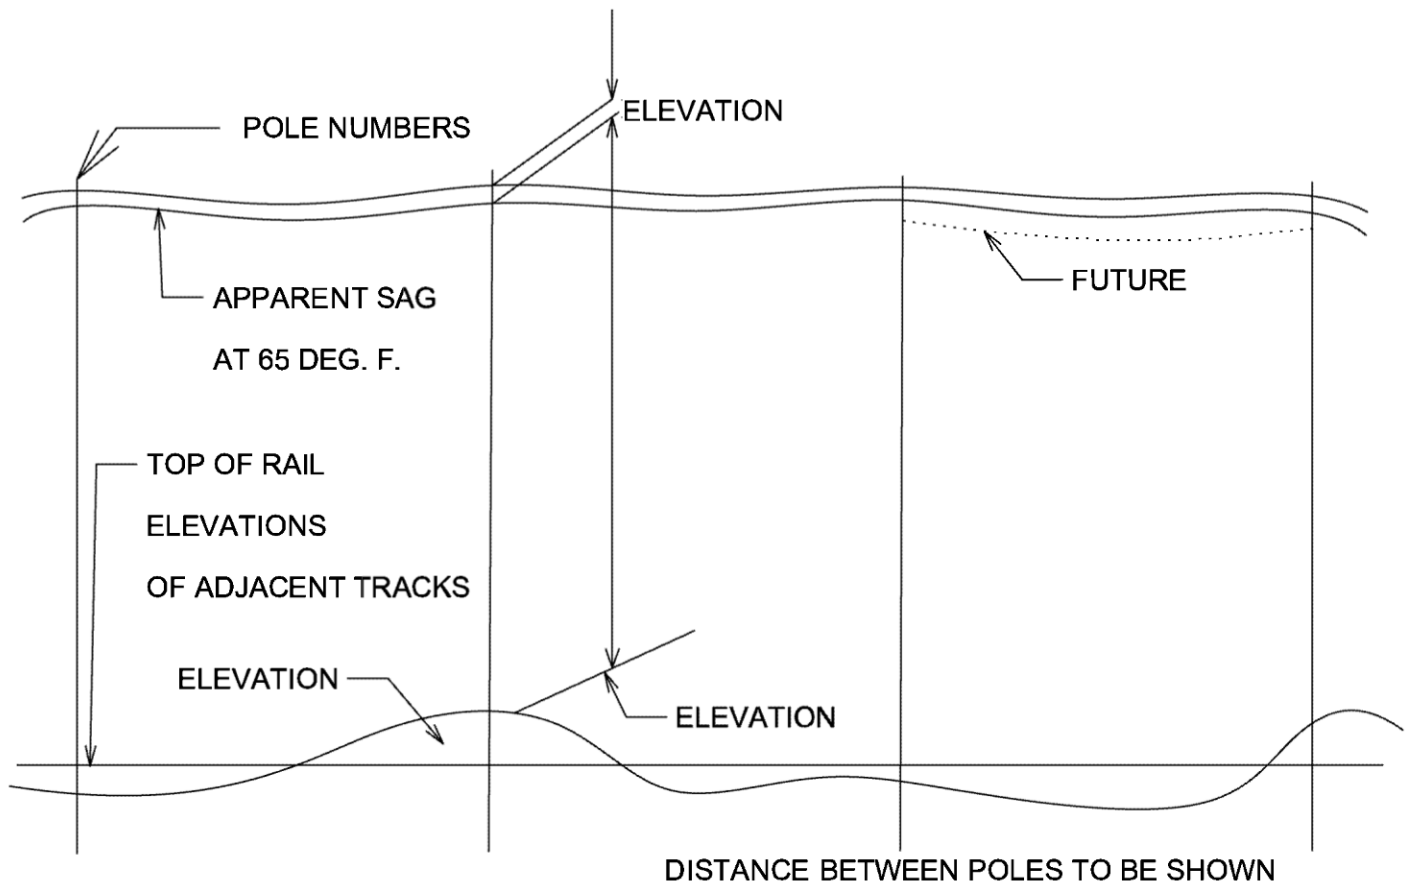 ELEVATION
POLE NUMBERS
APPARENT SAG
AT 65 DEG. F.
FUTURE
TOP OF RAIL
ELEVATIONS
OF ADJACENT TRACKS
ELEVATION
ELEVATION
DISTANCE BETWEEN POLES TO BE SHOWN